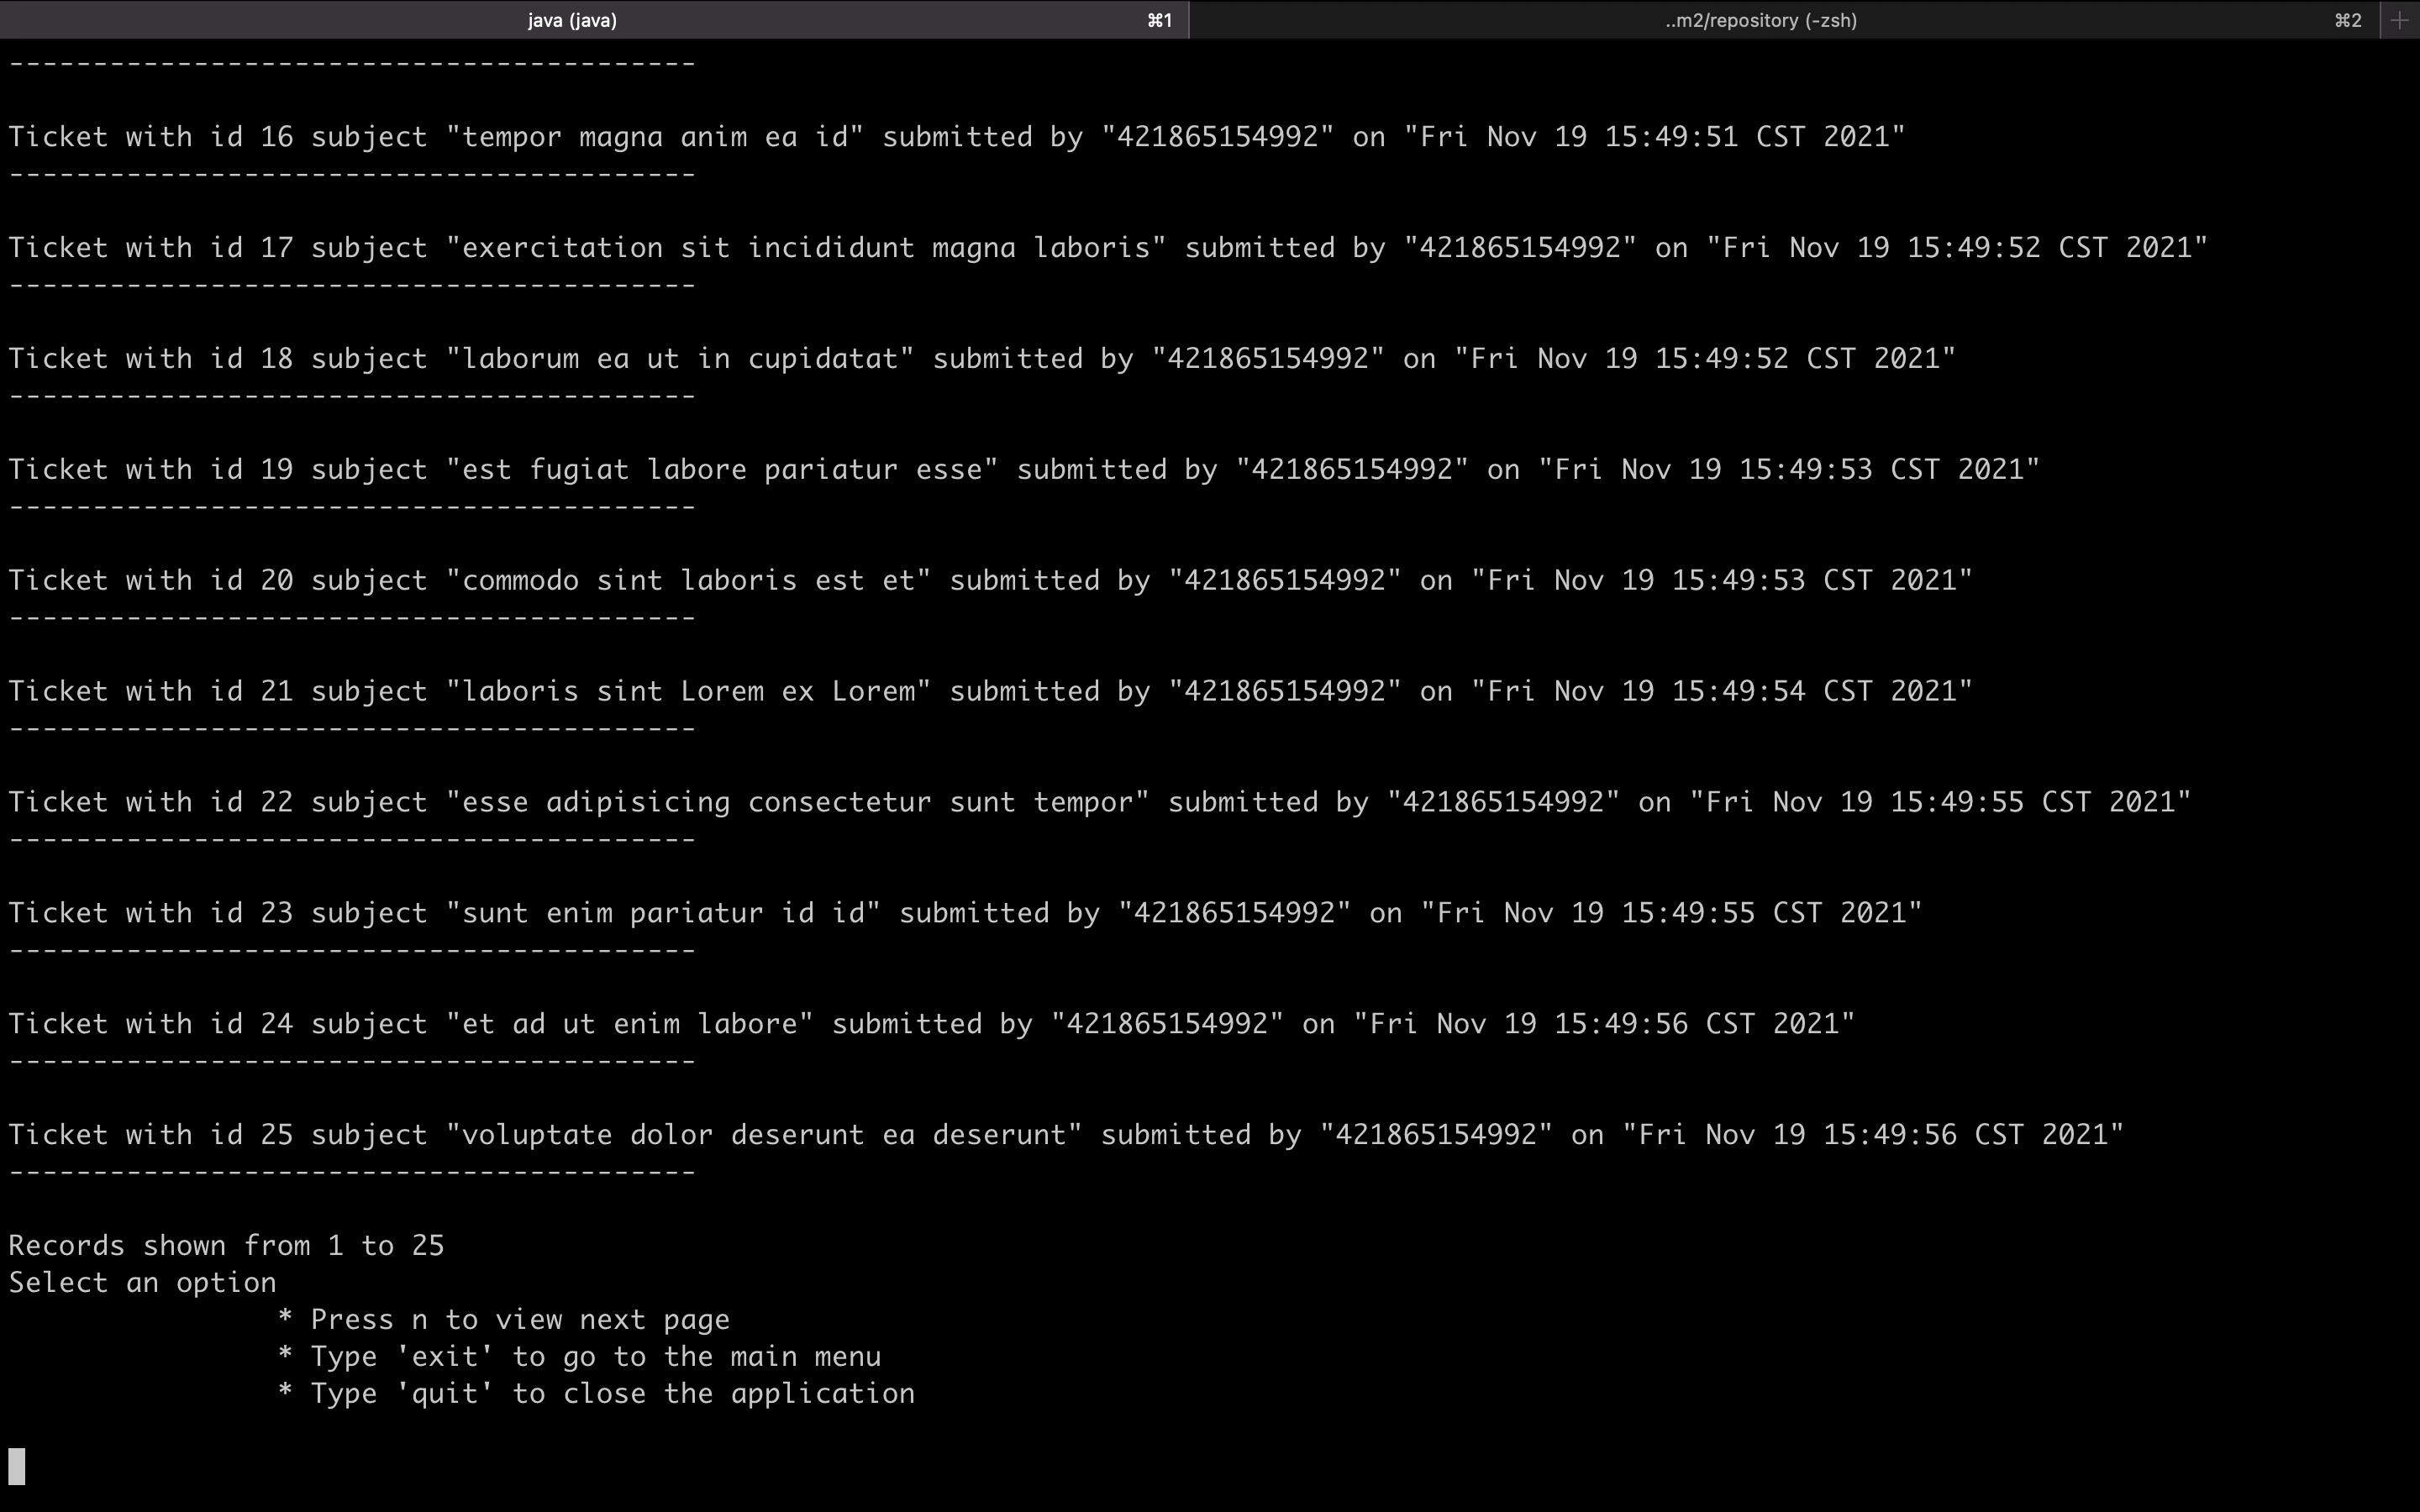 java (java) ⌘1 ..m2/repository (-zsh) ⌘2 +
-----------------------------------------
Ticket with id 16 subject "tempor magna anim ea id" submitted by "421865154992" on "Fri Nov 19 15:49:51 CST 2021"
-----------------------------------------
Ticket with id 17 subject "exercitation sit incididunt magna laboris" submitted by "421865154992" on "Fri Nov 19 15:49:52 CST 2021"
-----------------------------------------
Ticket with id 18 subject "laborum ea ut in cupidatat" submitted by "421865154992" on "Fri Nov 19 15:49:52 CST 2021"
-----------------------------------------
Ticket with id 19 subject "est fugiat labore pariatur esse" submitted by "421865154992" on "Fri Nov 19 15:49:53 CST 2021"
-----------------------------------------
Ticket with id 20 subject "commodo sint laboris est et" submitted by "421865154992" on "Fri Nov 19 15:49:53 CST 2021"
-----------------------------------------
Ticket with id 21 subject "laboris sint Lorem ex Lorem" submitted by "421865154992" on "Fri Nov 19 15:49:54 CST 2021"
-----------------------------------------
Ticket with id 22 subject "esse adipisicing consectetur sunt tempor" submitted by "421865154992" on "Fri Nov 19 15:49:55 CST 2021"
-----------------------------------------
Ticket with id 23 subject "sunt enim pariatur id id" submitted by "421865154992" on "Fri Nov 19 15:49:55 CST 2021"
-----------------------------------------
Ticket with id 24 subject "et ad ut enim labore" submitted by "421865154992" on "Fri Nov 19 15:49:56 CST 2021"
-----------------------------------------
Ticket with id 25 subject "voluptate dolor deserunt ea deserunt" submitted by "421865154992" on "Fri Nov 19 15:49:56 CST 2021"
-----------------------------------------
Records shown from 1 to 25
Select an option
* Press n to view next page
* Type 'exit' to go to the main menu
* Type 'quit' to close the application